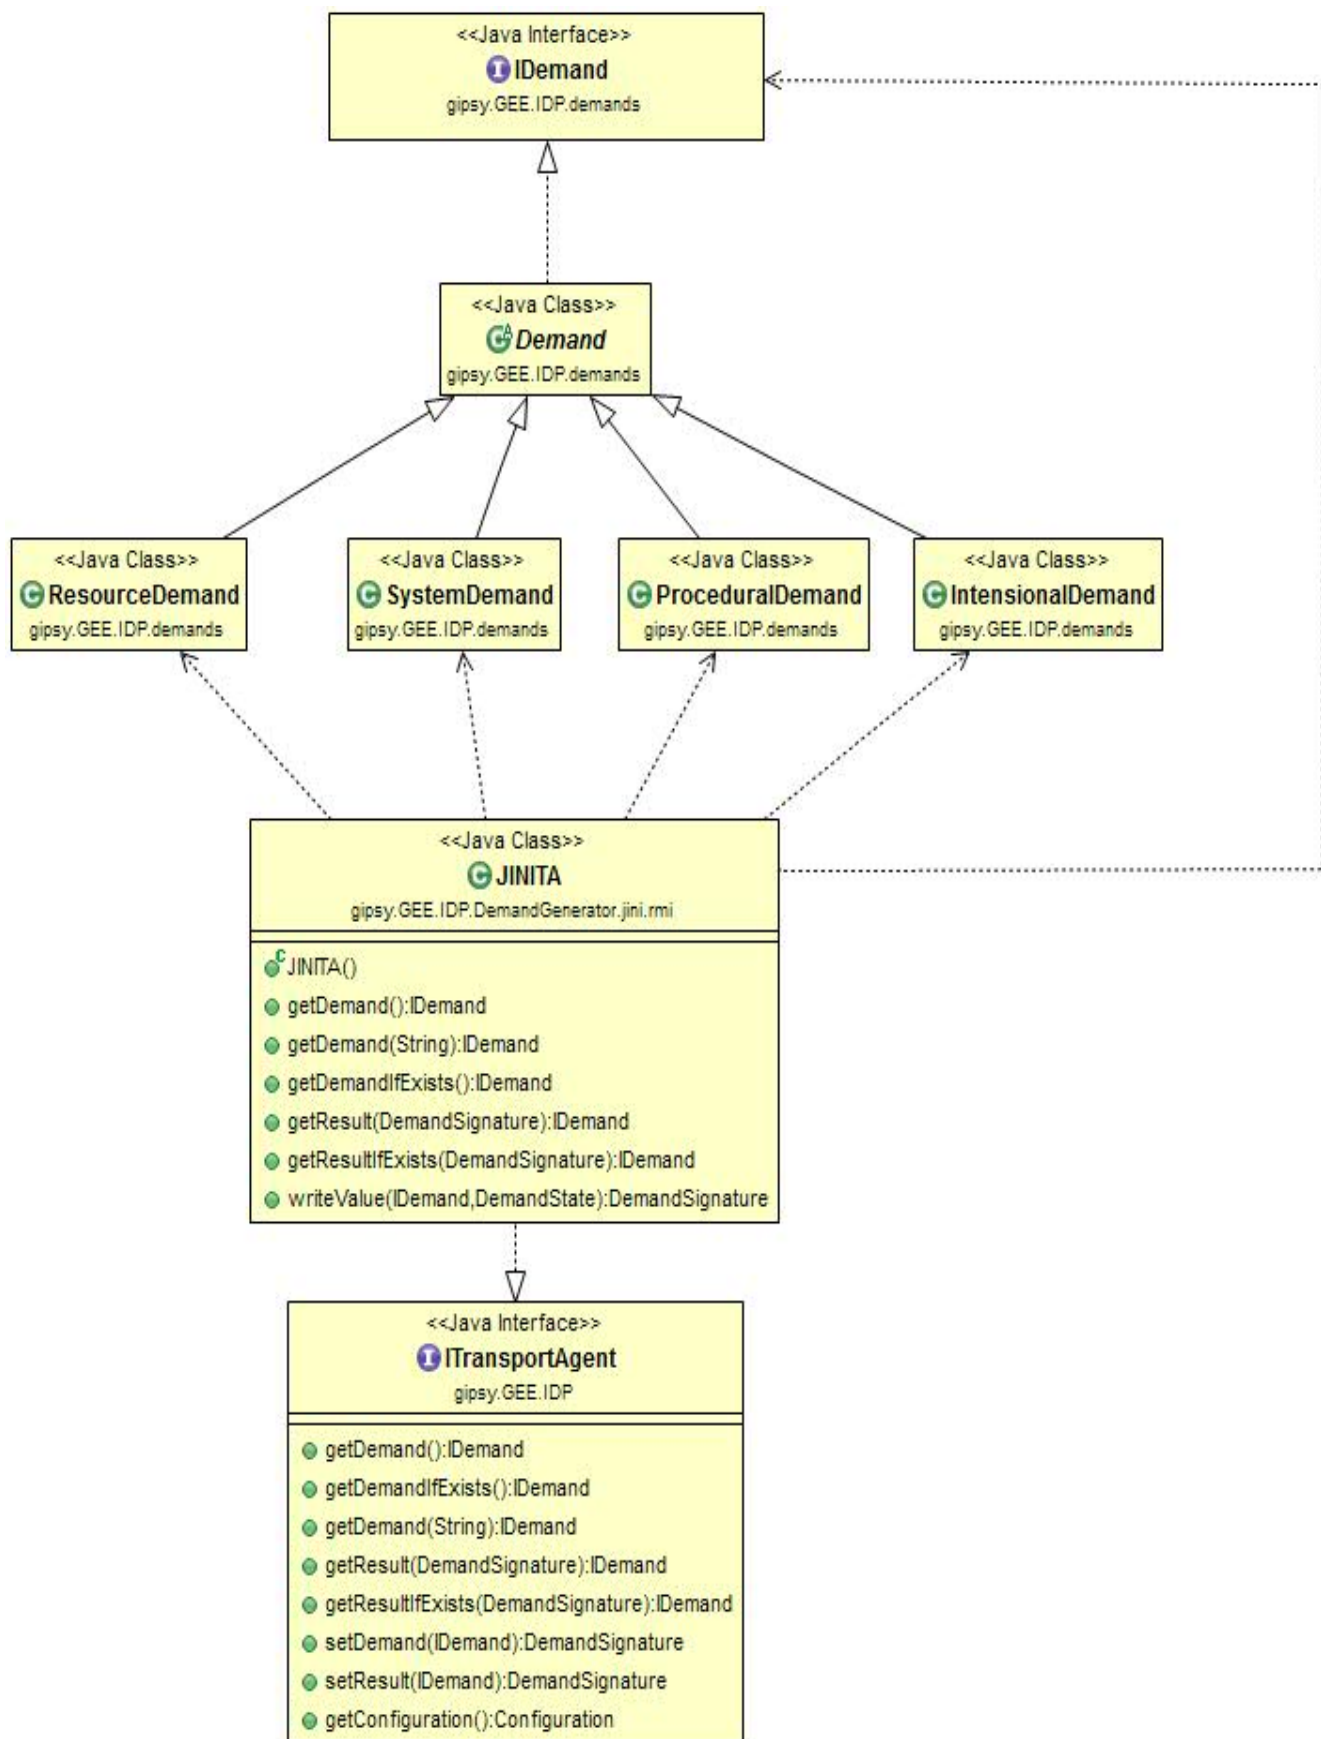 <<Java Interface>>
IDemand
gipsy.GEE.IDP.demands
<<Java Class>>
Demand
gipsy.GEE.IDP.demands
<<Java Class>>
ResourceDemand
gipsy.GEE.IDP.demands
<<Java Class>>
SystemDemand
gipsy.GEE.IDP.demands
<<Java Class>>
ProceduralDemand
gipsy.GEE.IDP.demands
<<Java Class>>
IntensionalDemand
gipsy.GEE.IDP.demands
<<Java Class>>
JINITA
gipsy.GEE.IDP.DemandGenerator.jini.rmi
JINITA()
getDemand():IDemand
getDemand(String):IDemand
getDemandIfExists():IDemand
getResult(DemandSignature):IDemand
getResultIfExists(DemandSignature):IDemand
writeValue(IDemand,DemandState):DemandSignature
<<Java Interface>>
ITransportAgent
gipsy.GEE.IDP
getDemand():IDemand
getDemandIfExists():IDemand
getDemand(String):IDemand
getResult(DemandSignature):IDemand
getResultIfExists(DemandSignature):IDemand
setDemand(IDemand):DemandSignature
setResult(IDemand):DemandSignature
getConfiguration():Configuration